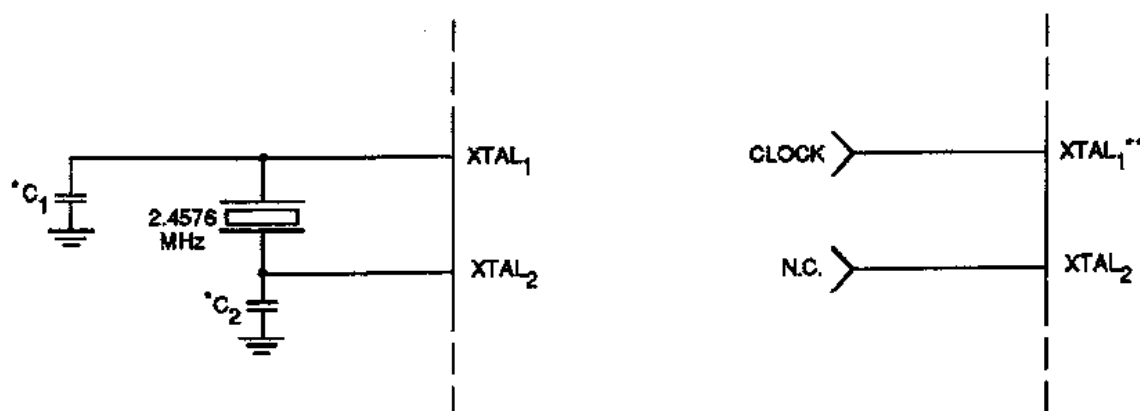 XTAL1
*C1
2.4576
MHz
XTAL2
*C2
CLOCK
XTAL1**
N.C.
XTAL2